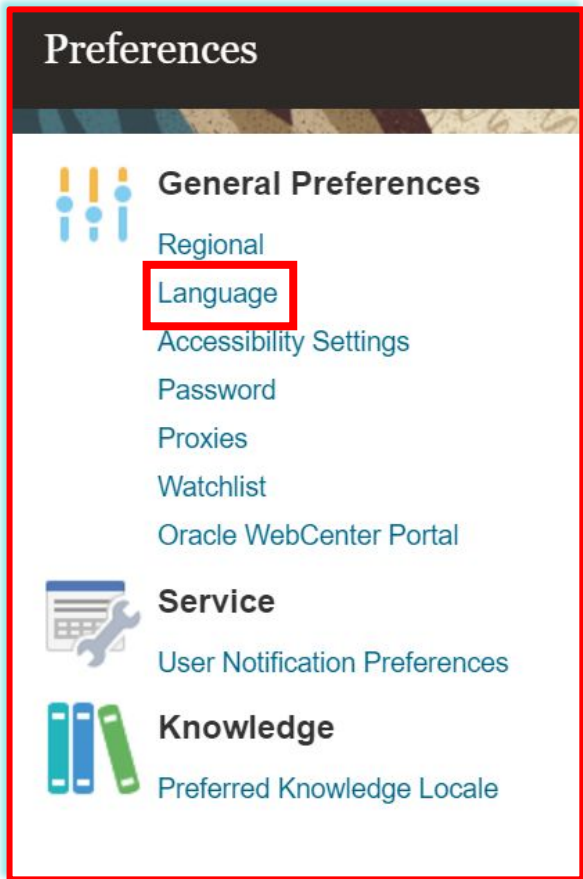 Preferences
General Preferences
Regional
Language
Accessibility Settings
Password
Proxies
Watchlist
Oracle WebCenter Portal
Service
User Notification Preferences
Knowledge
Preferred Knowledge Locale